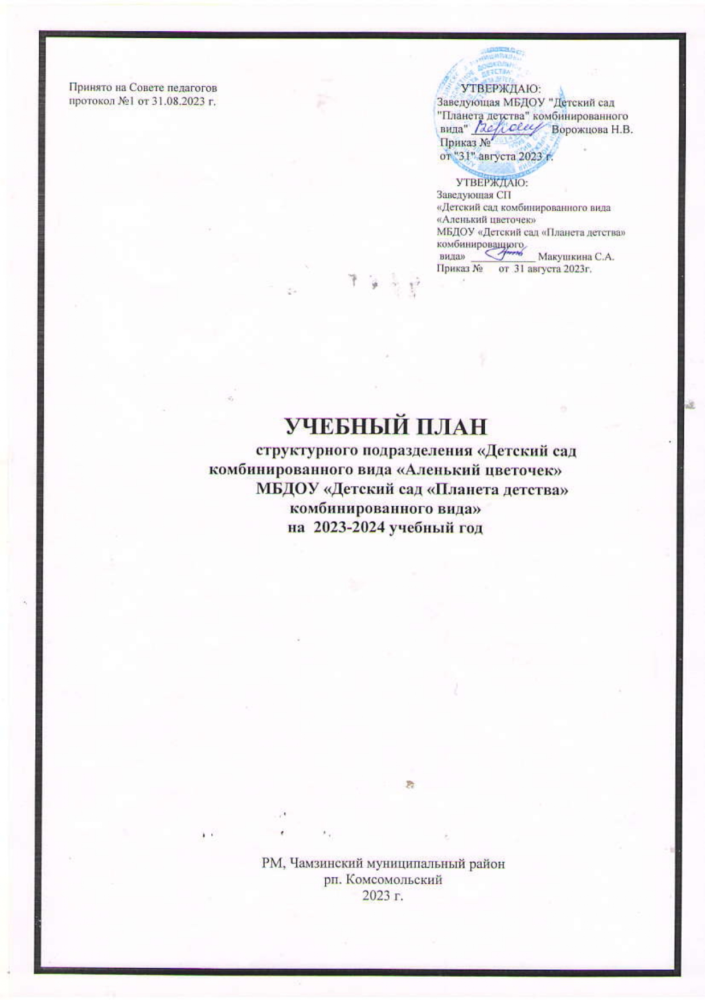 Принято на Совете педагогов
протокол №1 от 31.08.2023 г.
УТВЕРЖДАЮ:
Заведующая МБДОУ "Детский сад
"Планета детства" комбинированного
вида" ____________ Ворожцова Н.В.
Приказ №
от "31" августа 2023 г.
УТВЕРЖДАЮ:
Заведующая СП
«Детский сад комбинированного вида
«Аленький цветочек»
МБДОУ «Детский сад «Планета детства»
комбинированного
вида» ____________ Макушкина С.А.
Приказ № от 31 августа 2023г.
УЧЕБНЫЙ ПЛАН
структурного подразделения «Детский сад
комбинированного вида «Аленький цветочек»
МБДОУ «Детский сад «Планета детства»
комбинированного вида»
на 2023-2024 учебный год
РМ, Чамзинский муниципальный район
рп. Комсомольский
2023 г.